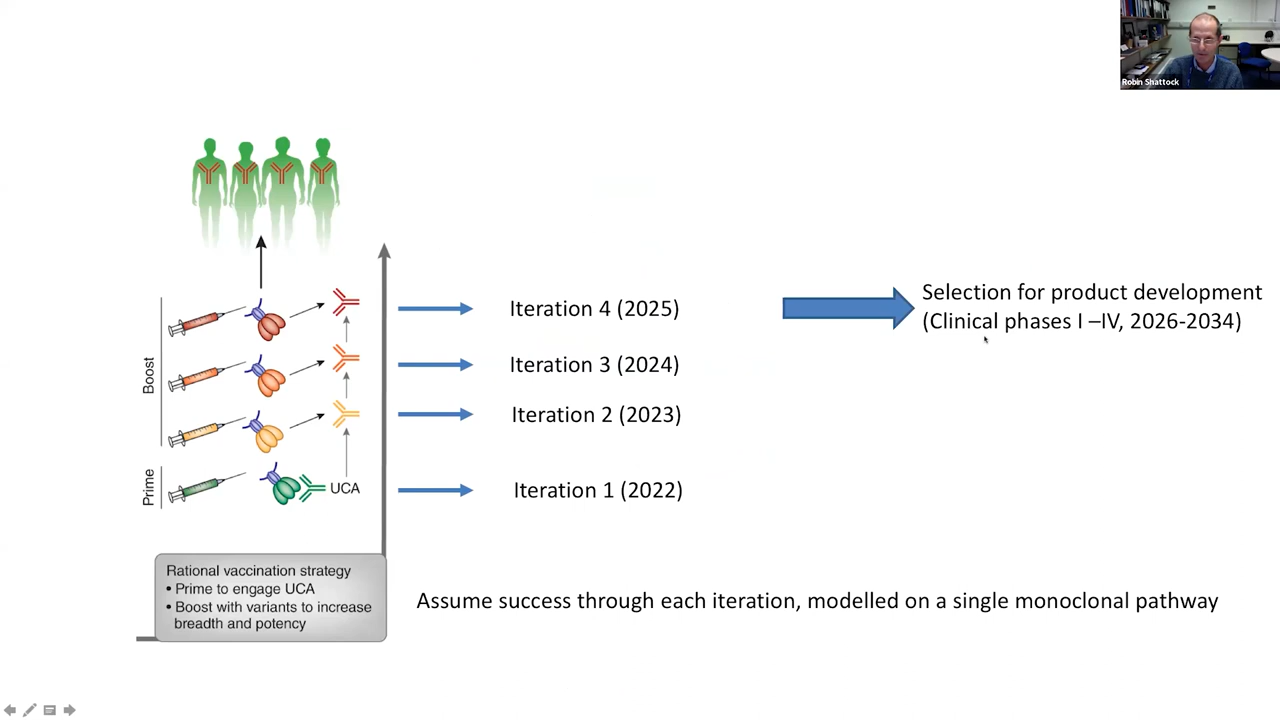 Robin Shattock
Boost
Prime
UCA
Iteration 4 (2025)
Iteration 3 (2024)
Iteration 2 (2023)
Iteration 1 (2022)
Selection for product development
(Clinical phases I –IV, 2026-2034)
Rational vaccination strategy
• Prime to engage UCA
• Boost with variants to increase
breadth and potency
Assume success through each iteration, modelled on a single monoclonal pathway